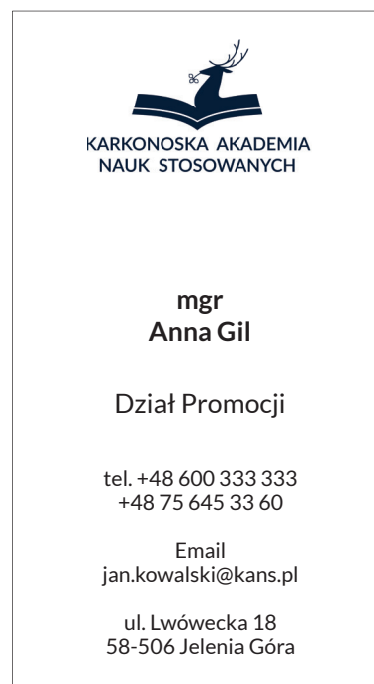 KARKONOSKA AKADEMIA
NAUK STOSOWANYCH
mgr
Anna Gil
Dział Promocji
tel. +48 600 333 333
+48 75 645 33 60
Email
jan.kowalski@kans.pl
ul. Lwówecka 18
58-506 Jelenia Góra